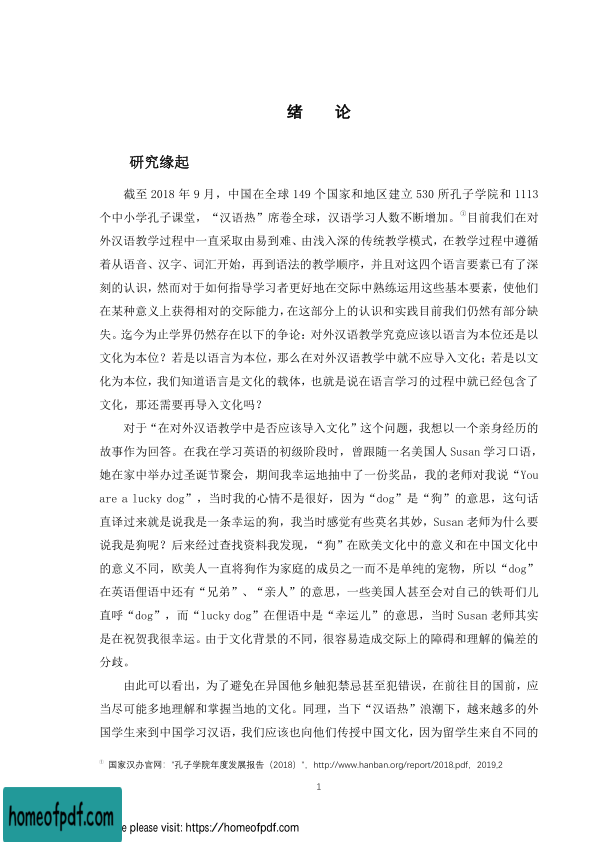 绪 论
研究缘起
截至 2018 年 9 月，中国在全球 149 个国家和地区建立 530 所孔子学院和 1113
个中小学孔子课堂，“汉语热”席卷全球，汉语学习人数不断增加。①目前我们在对
外汉语教学过程中一直采取由易到难、由浅入深的传统教学模式，在教学过程中遵循
着从语音、汉字、词汇开始，再到语法的教学顺序，并且对这四个语言要素已有了深
刻的认识，然而对于如何指导学习者更好地在交际中熟练运用这些基本要素，使他们
在某种意义上获得相对的交际能力，在这部分上的认识和实践目前我们仍然有部分缺
失。迄今为止学界仍然存在以下的争论：对外汉语教学究竟应该以语言为本位还是以
文化为本位？若是以语言为本位，那么在对外汉语教学中就不应导入文化；若是以文
化为本位，我们知道语言是文化的载体，也就是说在语言学习的过程中就已经包含了
文化，那还需要再导入文化吗？
对于“在对外汉语教学中是否应该导入文化”这个问题，我想以一个亲身经历的
故事作为回答。在我在学习英语的初级阶段时，曾跟随一名美国人 Susan 学习口语，
她在家中举办过圣诞节聚会，期间我幸运地抽中了一份奖品，我的老师对我说“You
are a lucky dog”，当时我的心情不是很好，因为“dog”是“狗”的意思，这句话
直译过来就是说我是一条幸运的狗，我当时感觉有些莫名其妙，Susan 老师为什么要
说我是狗呢？后来经过查找资料我发现，“狗”在欧美文化中的意义和在中国文化中
的意义不同，欧美人一直将狗作为家庭的成员之一而不是单纯的宠物，所以“dog”
在英语俚语中还有“兄弟”、“亲人”的意思，一些美国人甚至会对自己的铁哥们儿
直呼“dog”，而“lucky dog”在俚语中是“幸运儿”的意思，当时 Susan 老师其实
是在祝贺我很幸运。由于文化背景的不同，很容易造成交际上的障碍和理解的偏差的
分歧。
由此可以看出，为了避免在异国他乡触犯禁忌甚至犯错误，在前往目的国前，应
当尽可能多地理解和掌握当地的文化。同理，当下“汉语热”浪潮下，越来越多的外
国学生来到中国学习汉语，我们应该也向他们传授中国文化，因为留学生来自不同的
① 国家汉办官网：“孔子学院年度发展报告（2018）”，http://www.hanban.org/report/2018.pdf，2019,2
1
homeofpdf.com
e please visit: https://homeofpdf.com